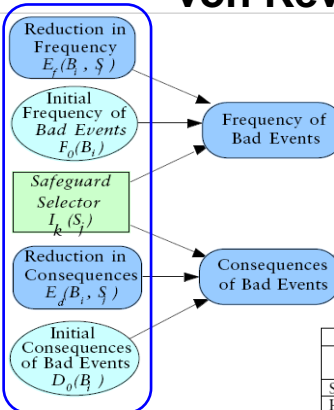 Reduction in
Frequency
E_f(B_i, S_j)
Initial
Frequency of
Bad Events
F_0(B_i)
Safeguard
Selector
I_k(S_j)
Reduction in
Consequences
E_d(B_i, S_j)
Initial
Consequences
of Bad Events
D_0(B_i)
Frequency of
Bad Events
Consequences
of Bad Events